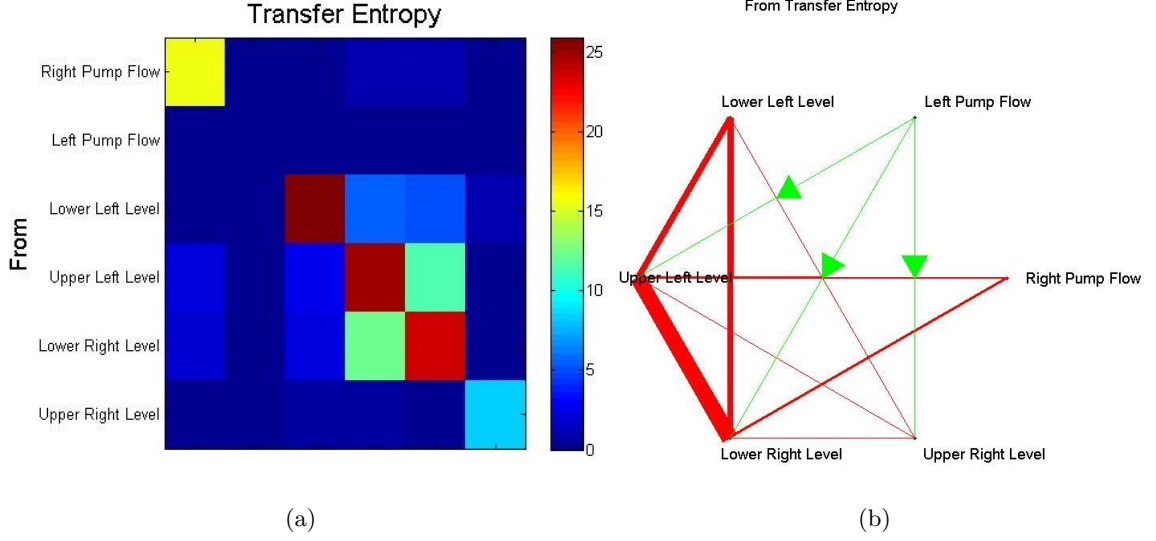 Transfer Entropy
From
Right Pump Flow
Left Pump Flow
Lower Left Level
Upper Left Level
Lower Right Level
Upper Right Level
25
20
15
10
5
0
(a)
From Transfer Entropy
Lower Left Level
Left Pump Flow
Upper Left Level
Right Pump Flow
Lower Right Level
Upper Right Level
(b)